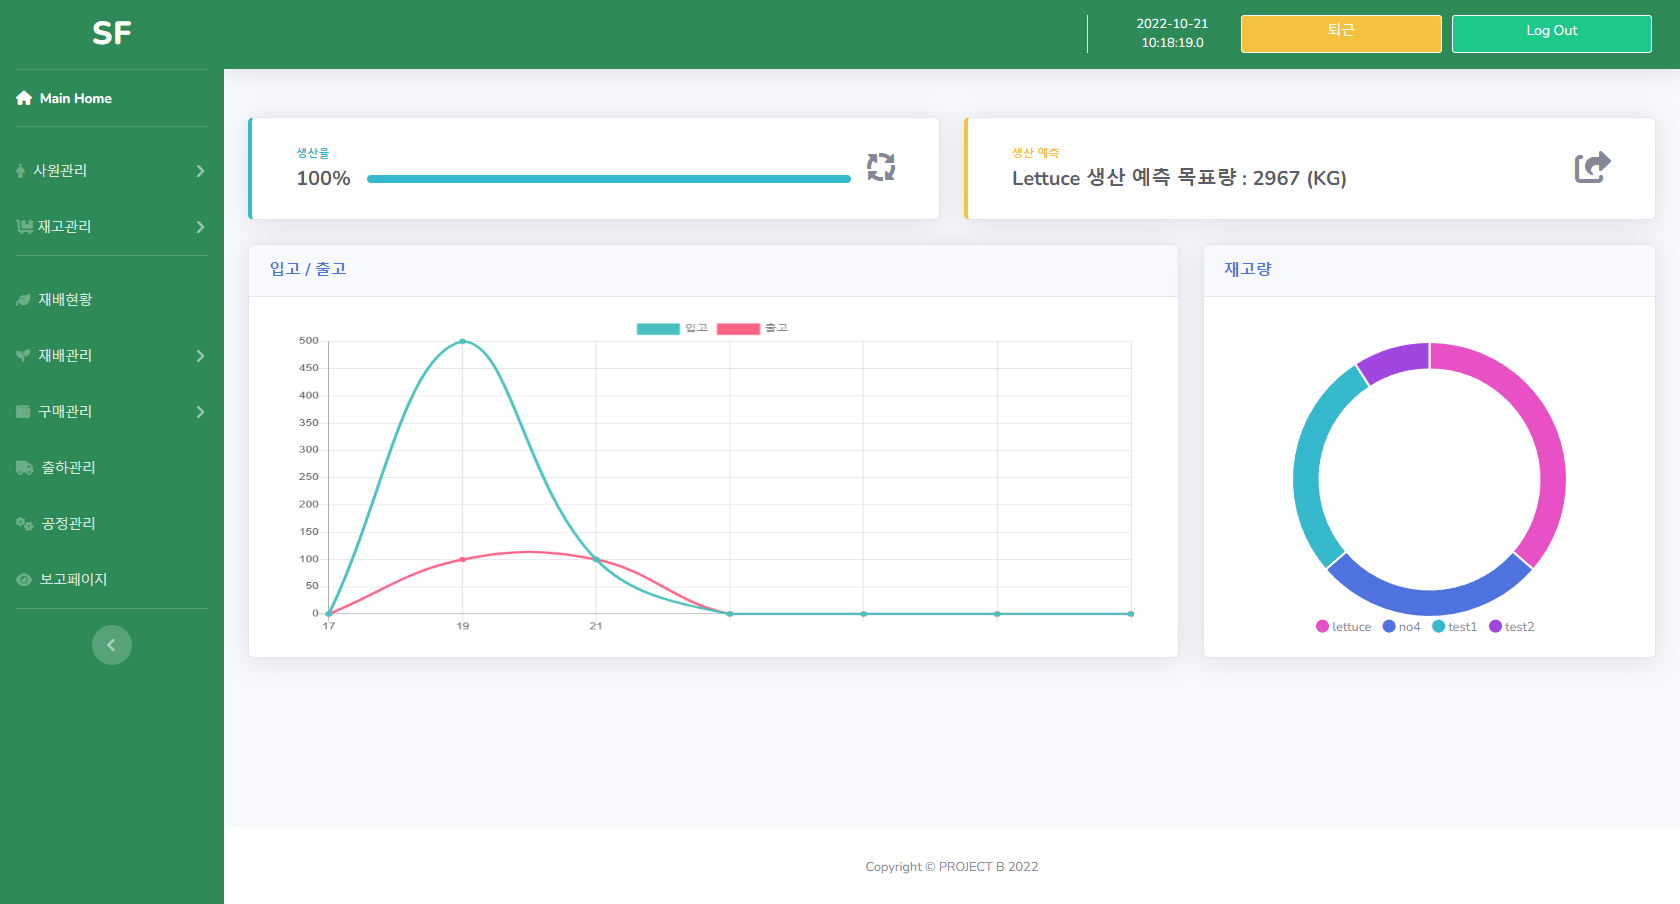 SF
2022-10-21
10:18:19.0
퇴근
Log Out
Main Home
사원관리
재고관리
재배현황
재배관리
구매관리
출하관리
공정관리
보고페이지
생산율
100%
생산 예측
Lettuce 생산 예측 목표량 : 2967 (KG)
입고 / 출고
입고 출고
500
450
400
350
300
250
200
150
100
50
0
17 19 21
재고량
lettuce no4 test1 test2
Copyright © PROJECT B 2022